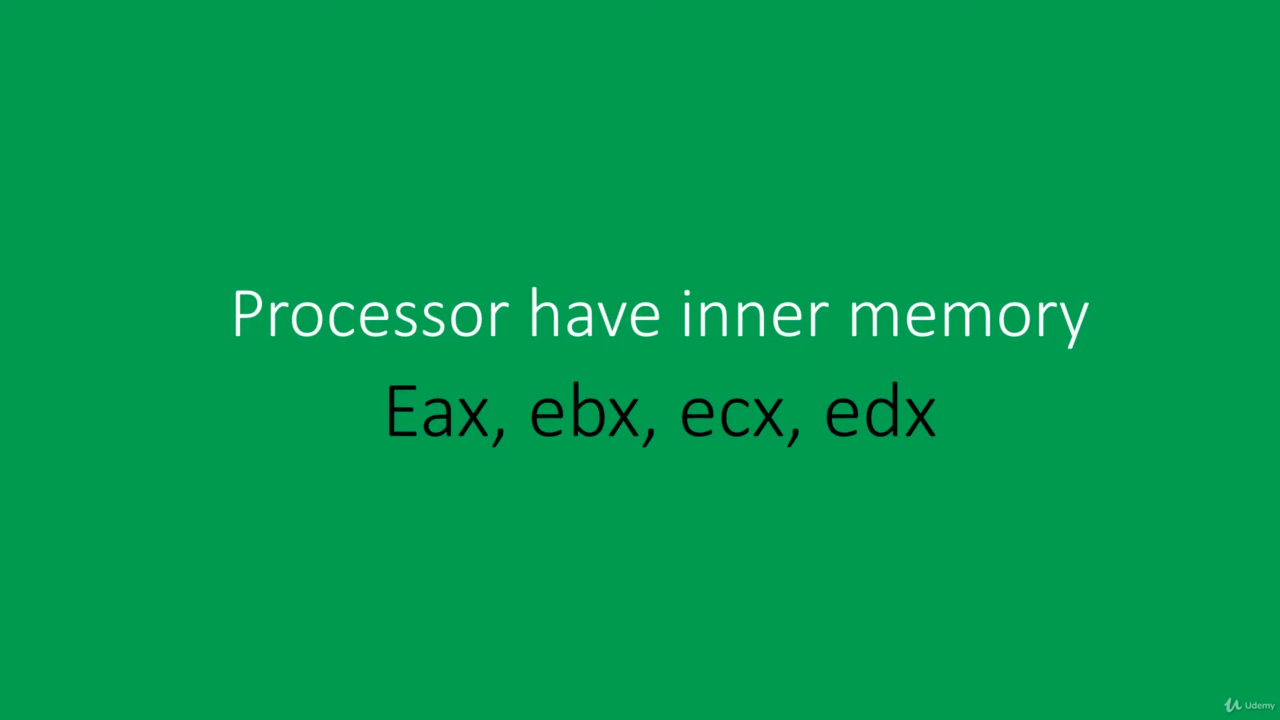 Processor have inner memory
Eax, ebx, ecx, edx
Udemy